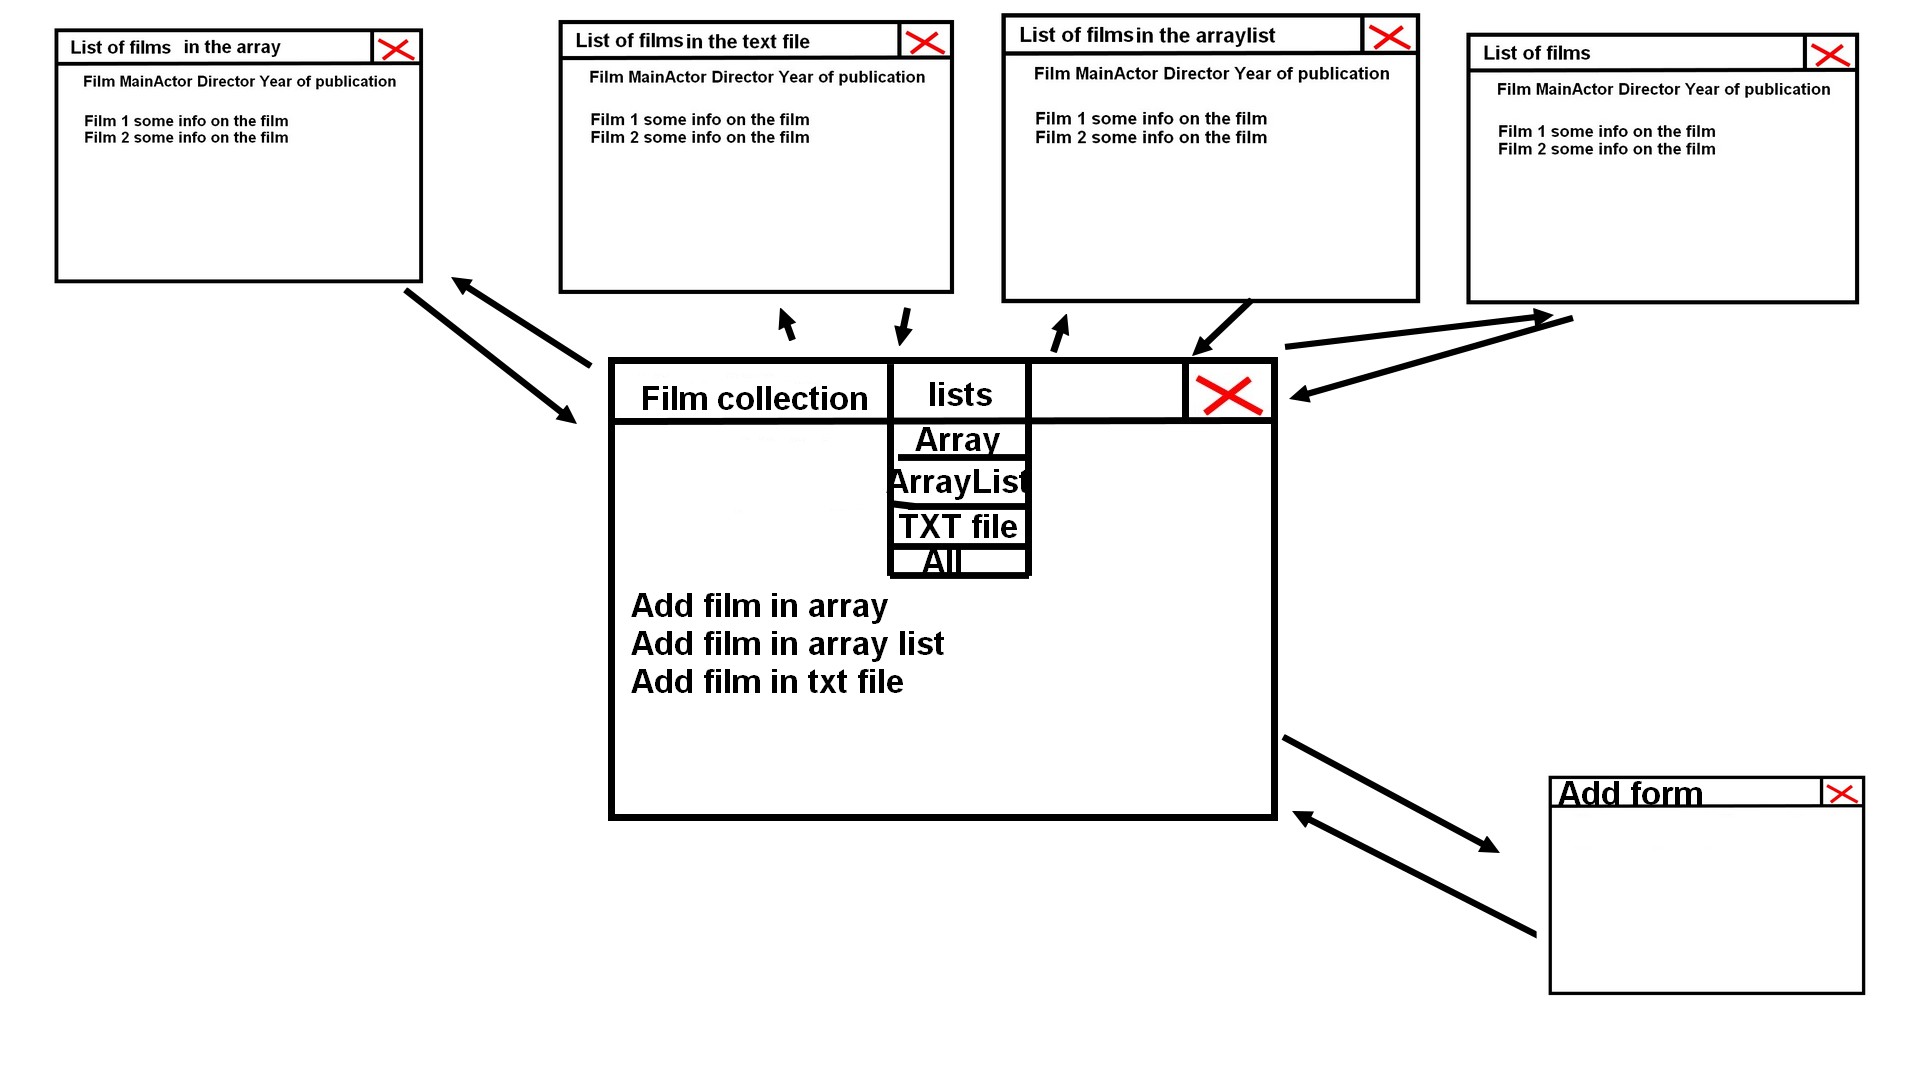 List of films in the array
Film MainActor Director Year of publication
Film 1 some info on the film
Film 2 some info on the film
List of films in the text file
Film MainActor Director Year of publication
Film 1 some info on the film
Film 2 some info on the film
List of films in the arraylist
Film MainActor Director Year of publication
Film 1 some info on the film
Film 2 some info on the film
List of films
Film MainActor Director Year of publication
Film 1 some info on the film
Film 2 some info on the film
Film collection
lists
Array
ArrayList
TXT file
All
Add film in array
Add film in array list
Add film in txt file
Add form